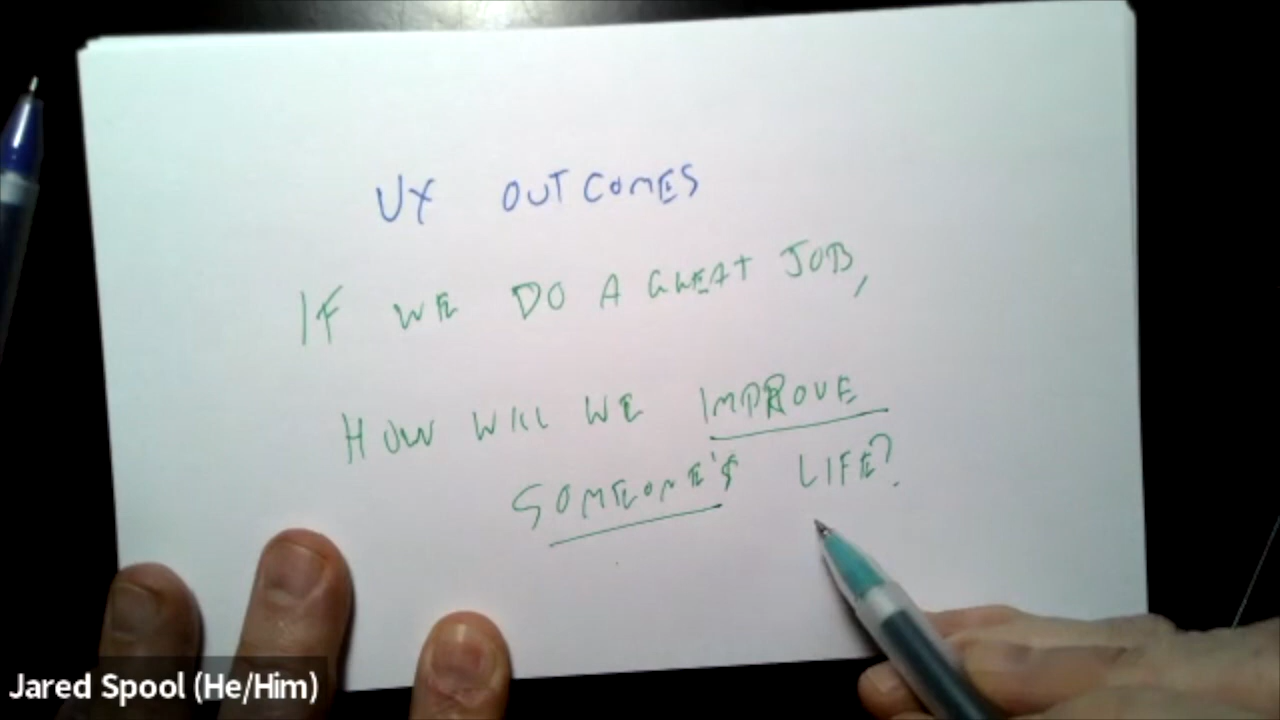 UX OUTCOMES
IF WE DO A GREAT JOB,
HOW WILL WE IMPROVE
SOMEONE'S LIFE?
Jared Spool (He/Him)